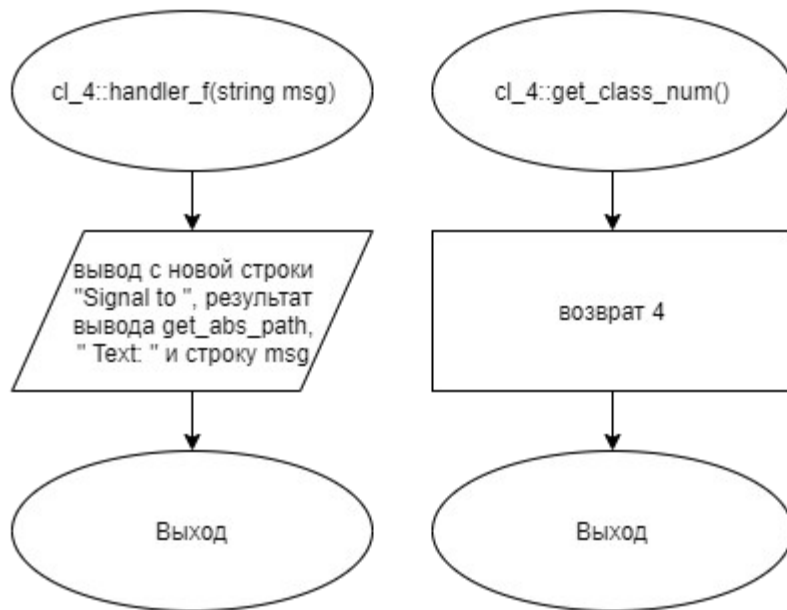 cl_4::handler_f(string msg)
вывод с новой строки
"Signal to ", результат
вывода get_abs_path,
" Text: " и строку msg
Выход
cl_4::get_class_num()
возврат 4
Выход